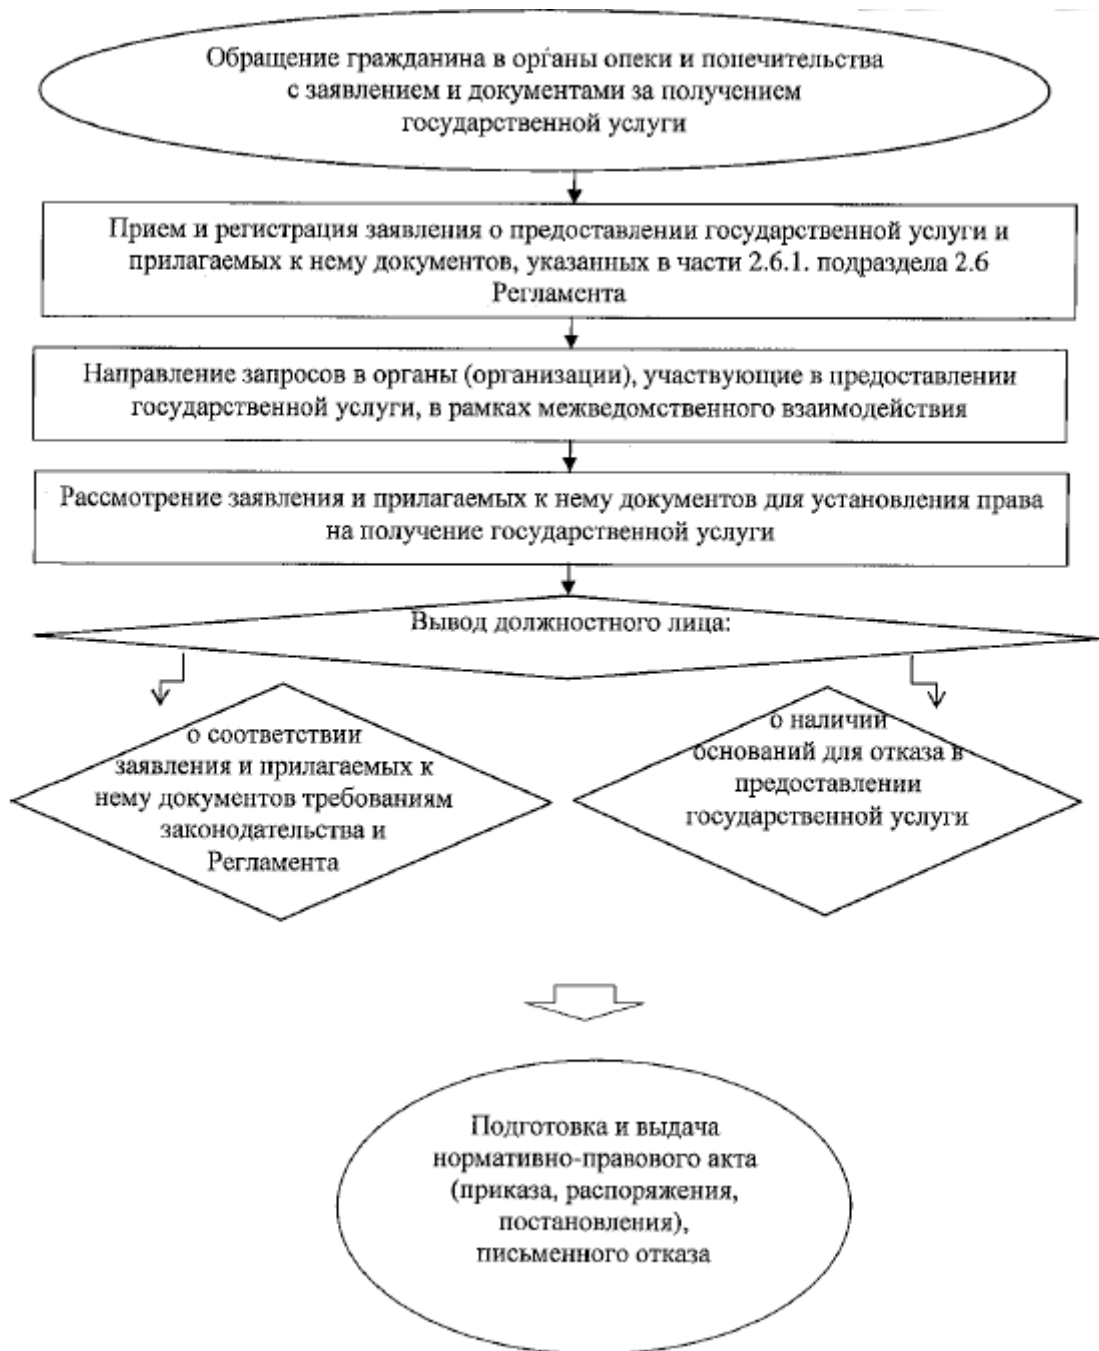 Обращение гражданина в органы опеки и попечительства
с заявлением и документами за получением
государственной услуги
Прием и регистрация заявления о предоставлении государственной услуги и
прилагаемых к нему документов, указанных в части 2.6.1. подраздела 2.6
Регламента
Направление запросов в органы (организации), участвующие в предоставлении
государственной услуги, в рамках межведомственного взаимодействия
Рассмотрение заявления и прилагаемых к нему документов для установления права
на получение государственной услуги
Вывод должностного лица:
о соответствии
заявления и прилагаемых к
нему документов требованиям
законодательства и
Регламента
о наличии
оснований для отказа в
предоставлении
государственной услуги
Подготовка и выдача
нормативно-правового акта
(приказа, распоряжения,
постановления),
письменного отказа